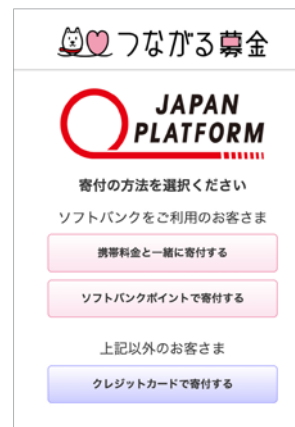 つながる募金
JAPAN
PLATFORM
寄付の方法を選択ください
ソフトバンクをご利用のお客さま
携帯料金と一緒に寄付する
ソフトバンクポイントで寄付する
上記以外のお客さま
クレジットカードで寄付する